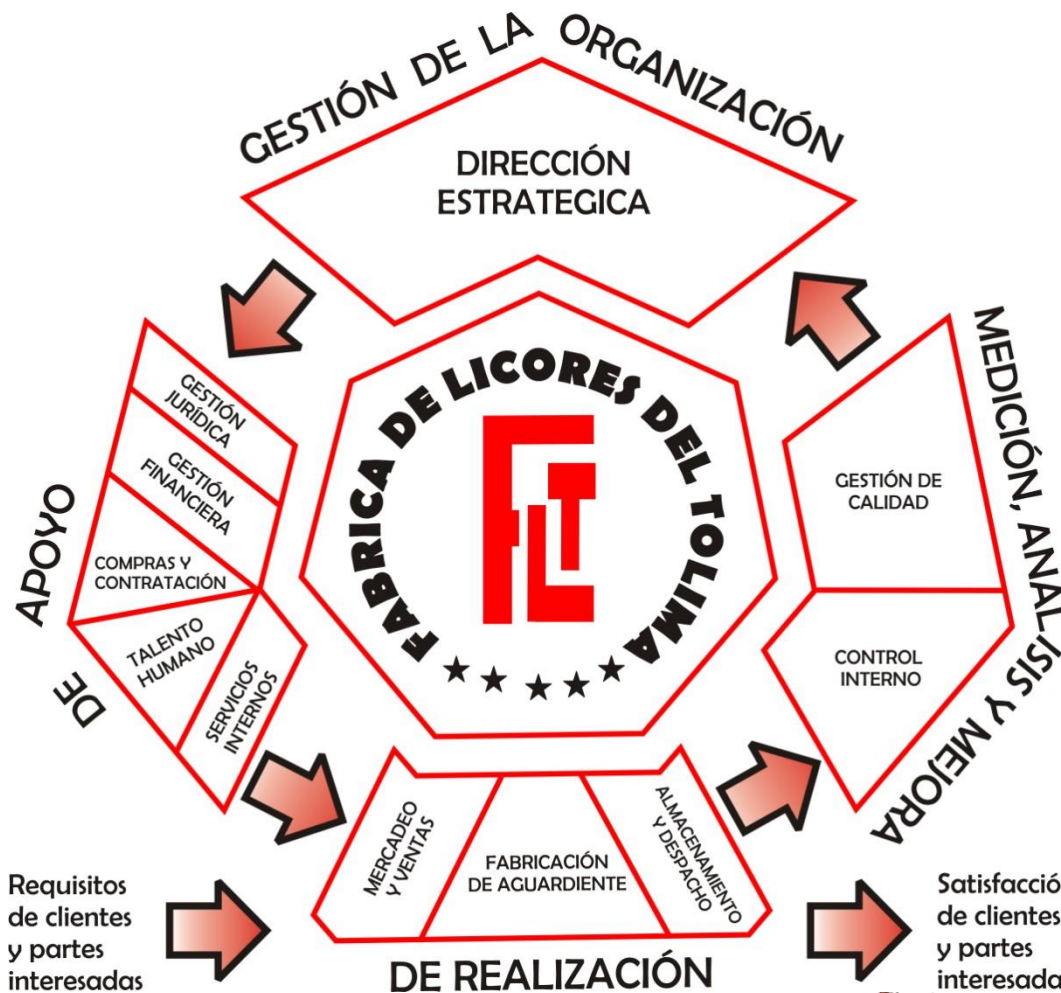 GESTIÓN DE LA ORGANIZACIÓN
DIRECCIÓN
ESTRATEGICA
GESTIÓN
JURÍDICA
GESTIÓN
FINANCIERA
COMPRAS Y
CONTRATACIÓN
TALENTO
HUMANO
SERVICIOS
INTERNOS
DE APOYO
FABRICA DE LICORES DEL TOLIMA
FLT
MEDICIÓN, ANALISIS Y MEJORA
GESTIÓN DE
CALIDAD
CONTROL
INTERNO
MERCADEO
Y VENTAS
FABRICACIÓN
DE AGUARDIENTE
ALMACENAMIENTO
Y DESPACHO
DE REALIZACIÓN
Requisitos
de clientes
y partes
interesadas
Satisfacció
de clientes
y partes
interesada